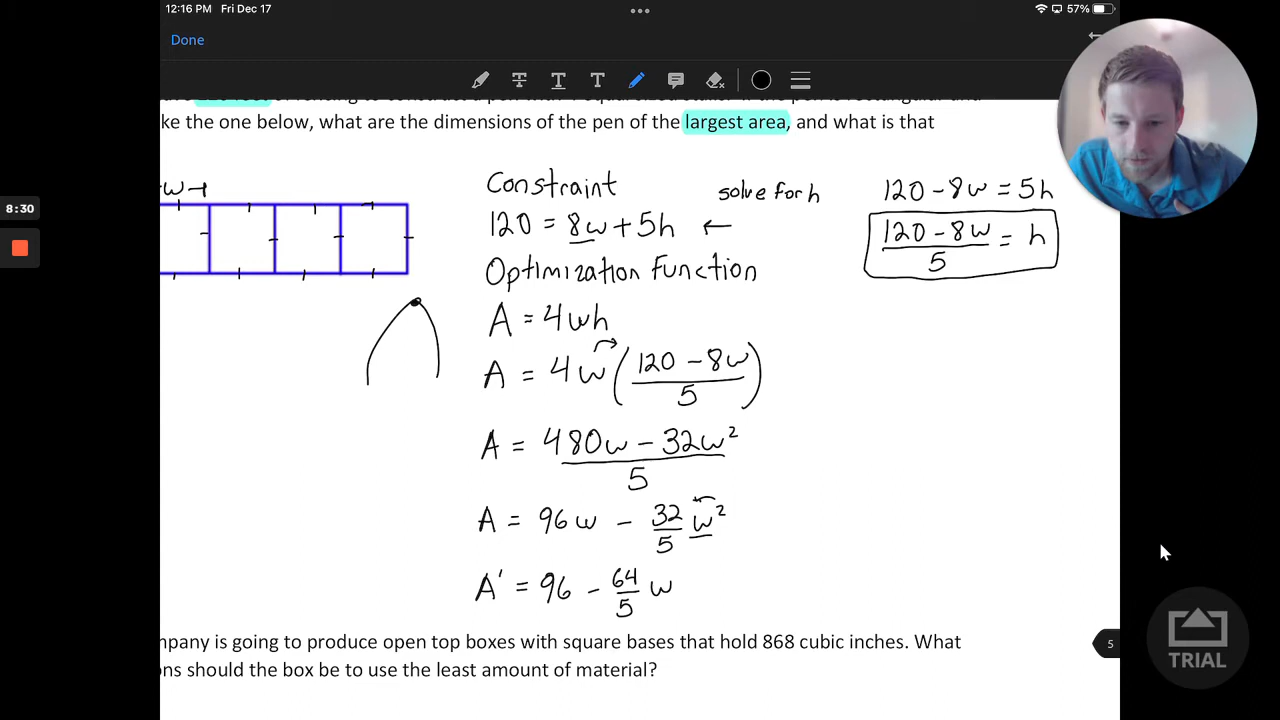 12:16 PM Fri Dec 17
57%
Done
T T T
ke the one below, what are the dimensions of the pen of the largest area, and what is that
8:30
w
Constraint
solve for h
120 - 8w = 5h
120 = 8w + 5h ←
120 - 8w / 5 = h
Optimization Function
A = 4wh
A = 4w (120 - 8w / 5)
A = 480w - 32w² / 5
A = 96w - 32/5 w²
A' = 96 - 64/5 w
mpany is going to produce open top boxes with square bases that hold 868 cubic inches. What
5
ons should the box be to use the least amount of material?
TRIAL